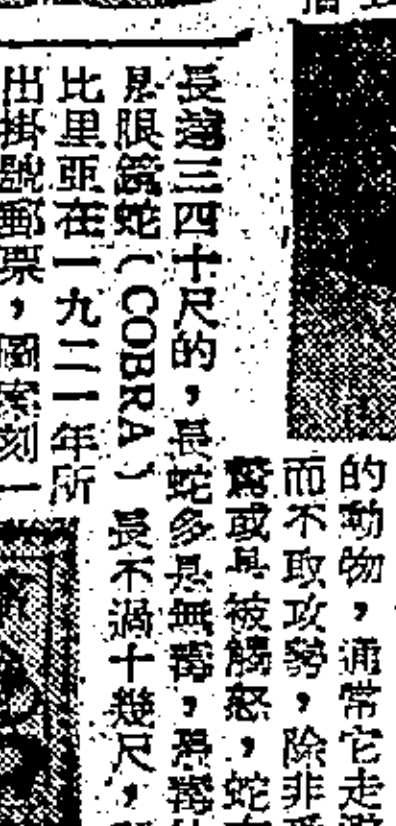 的動物，通常它走
而不取攻勢，除非
驚或是被觸怒，蛇
長達三四十尺的，長蛇多是無毒，最毒
是眼鏡蛇（COBRA）長不過十幾尺，
比里亞在一九二一年所
出掛號郵票，圖案刻一